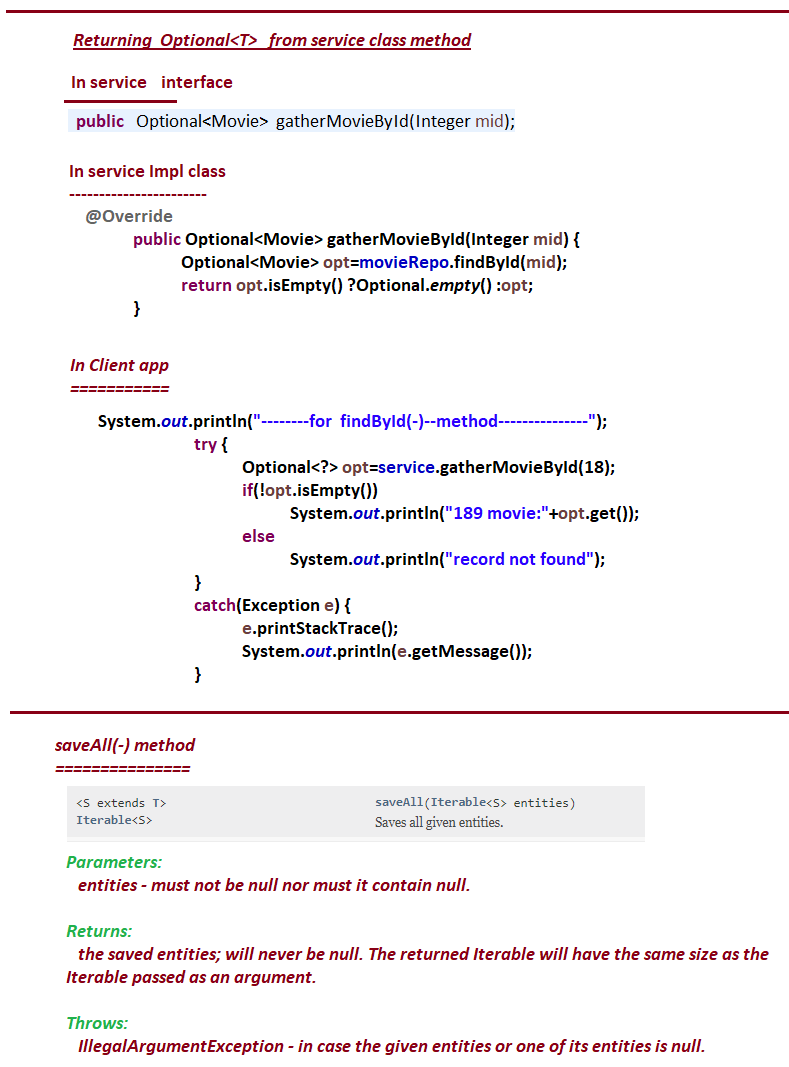 Returning Optional<T> from service class method
In service interface
public Optional<Movie> gatherMovieById(Integer mid);
In service Impl class
-----------------------
@Override
public Optional<Movie> gatherMovieById(Integer mid) {
Optional<Movie> opt=movieRepo.findById(mid);
return opt.isEmpty() ?Optional.empty() :opt;
}
In Client app
===========
System.out.println("--------for findById(-)--method---------------");
try {
Optional<?> opt=service.gatherMovieById(18);
if(!opt.isEmpty())
System.out.println("189 movie:"+opt.get());
else
System.out.println("record not found");
}
catch(Exception e) {
e.printStackTrace();
System.out.println(e.getMessage());
}
saveAll(-) method
===============
<S extends T> saveAll(Iterable<S> entities)
Iterable<S> Saves all given entities.
Parameters:
entities - must not be null nor must it contain null.
Returns:
the saved entities; will never be null. The returned Iterable will have the same size as the
Iterable passed as an argument.
Throws:
IllegalArgumentException - in case the given entities or one of its entities is null.